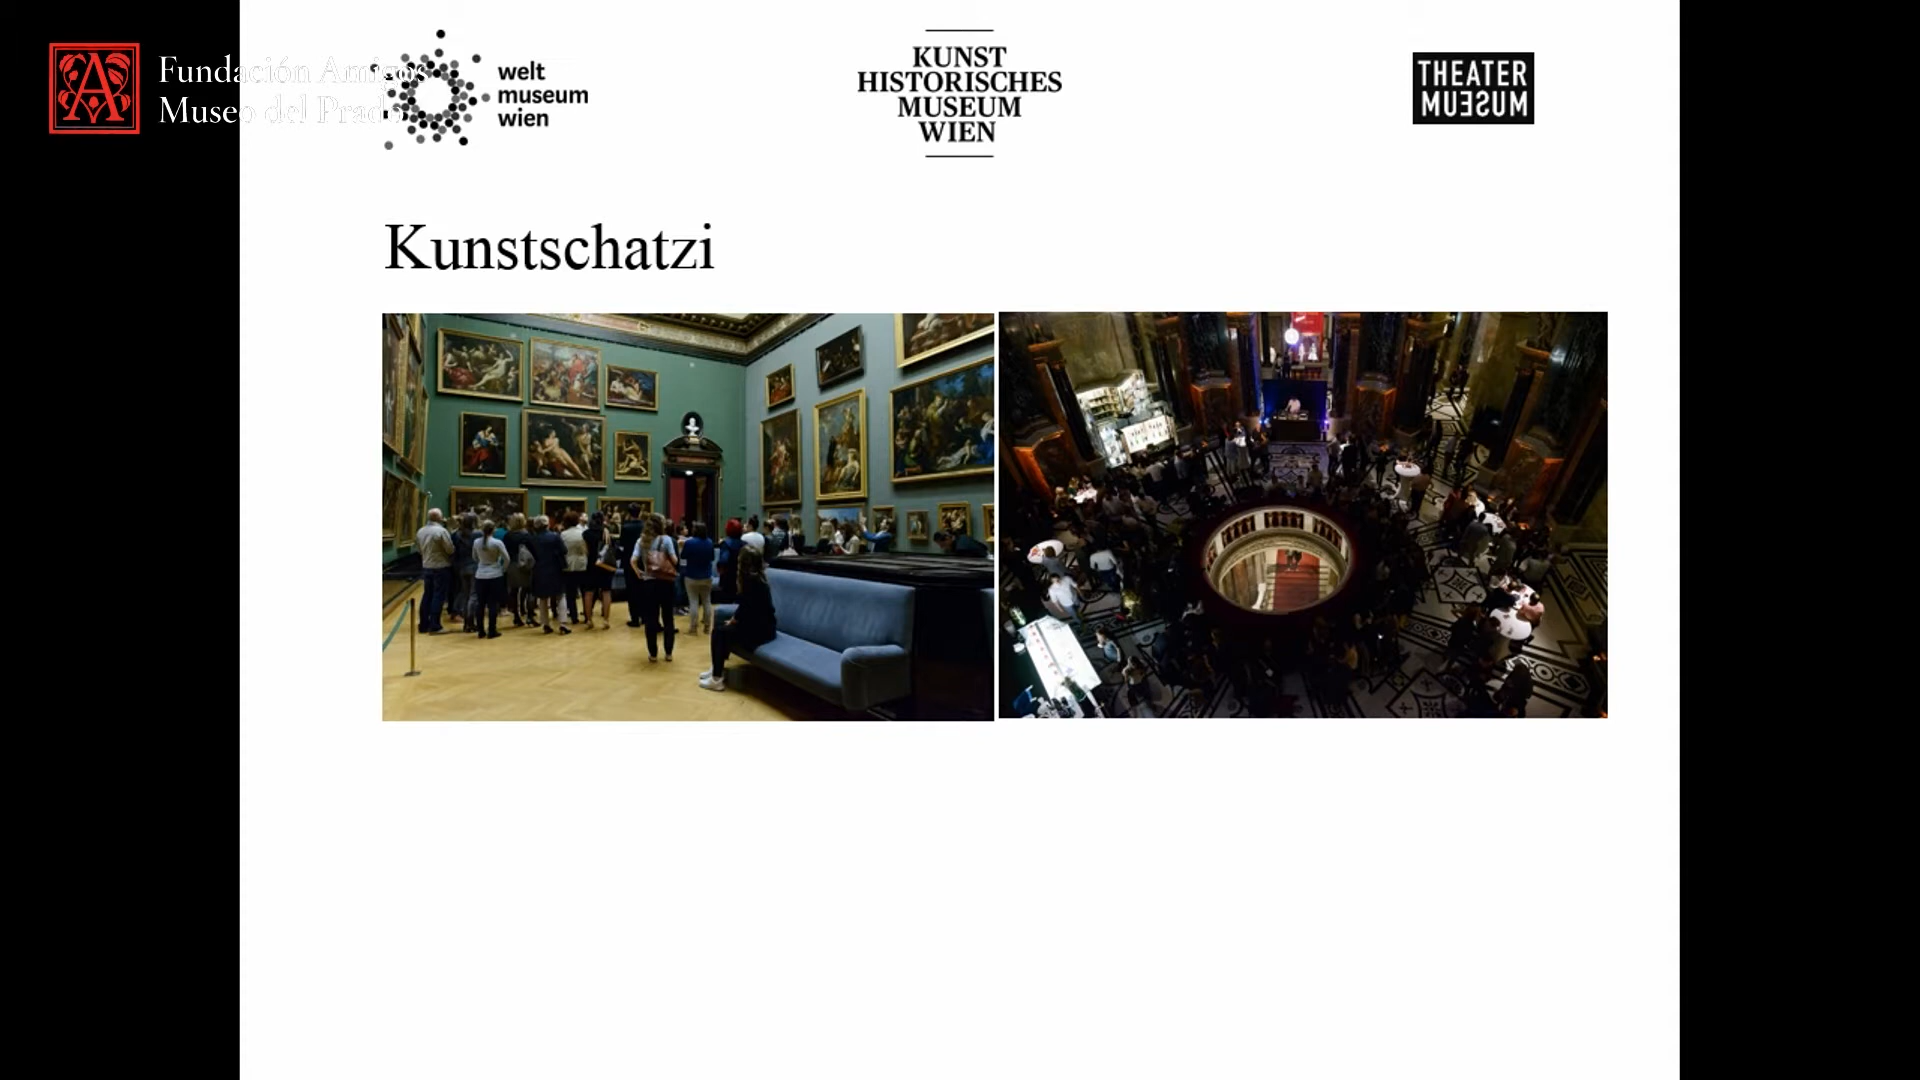 Fundación Amigos
Museo del Prado
welt
museum
wien
KUNST
HISTORISCHES
MUSEUM
WIEN
THEATER
MUSEUM
Kunstschatzi